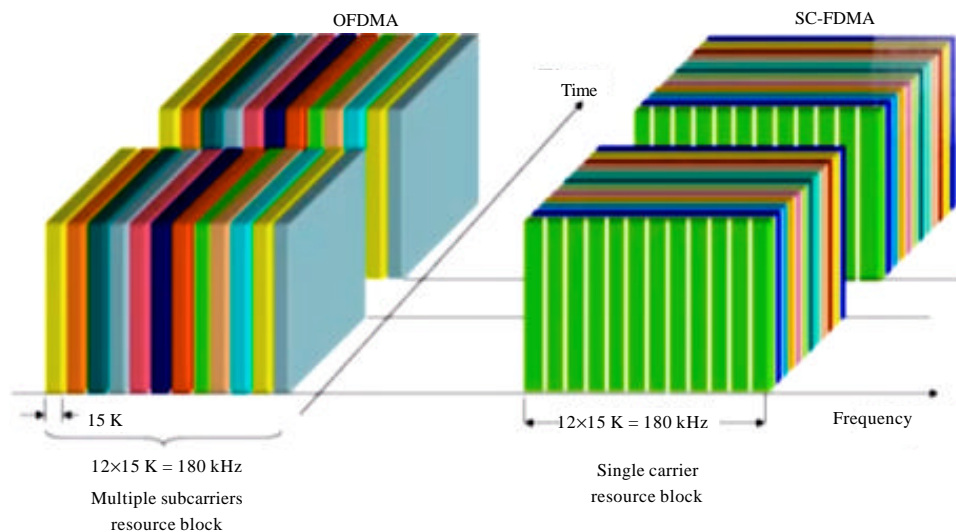 OFDMA
SC-FDMA
Time
15 K
12×15 K = 180 kHz
Frequency
12×15 K = 180 kHz
Multiple subcarriers
resource block
Single carrier
resource block